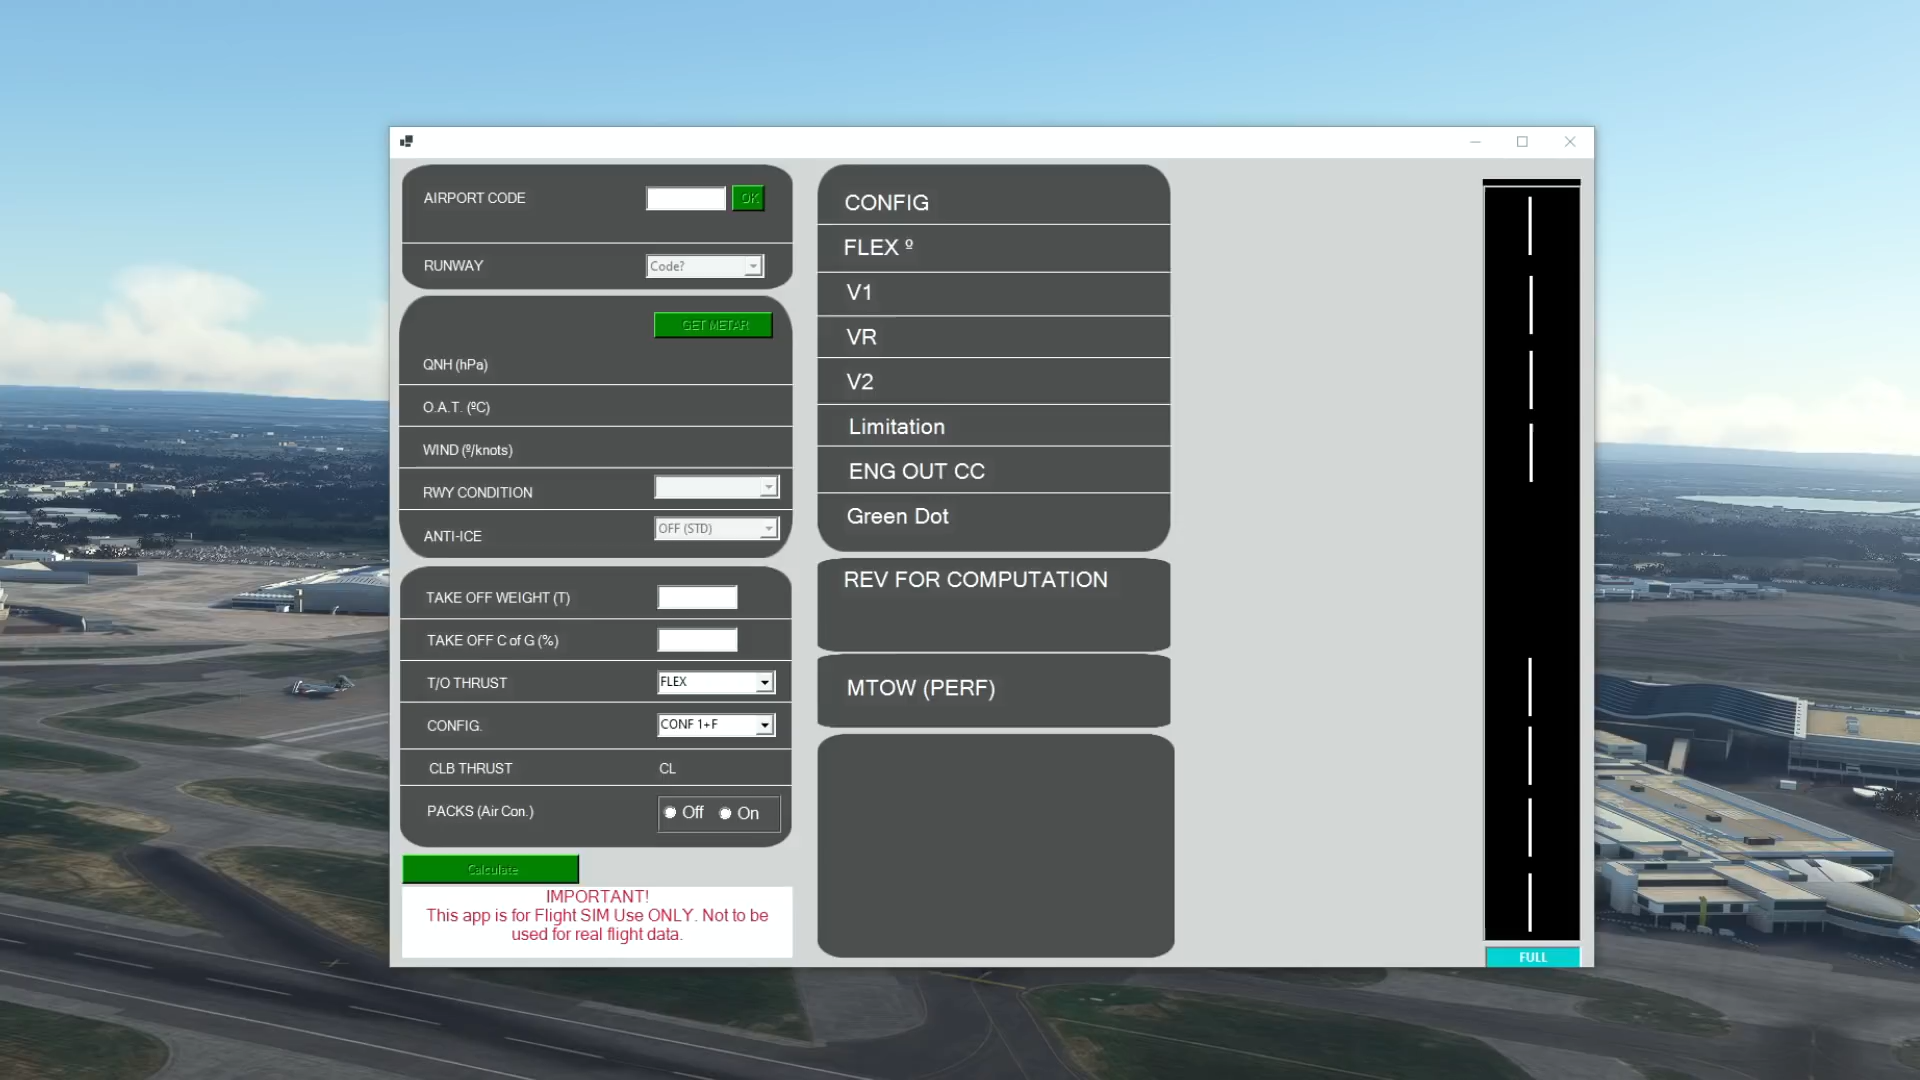 AIRPORT CODE
OK
RUNWAY
Code?
GET METAR
QNH (hPa)
O.A.T. (ºC)
WIND (º/knots)
RWY CONDITION
ANTI-ICE
OFF (STD)
TAKE OFF WEIGHT (T)
TAKE OFF C of G (%)
T/O THRUST
FLEX
CONFIG.
CONF 1+F
CLB THRUST
CL
PACKS (Air Con.)
Off
On
Calculate
IMPORTANT!
This app is for Flight SIM Use ONLY. Not to be
used for real flight data.
CONFIG
FLEX º
V1
VR
V2
Limitation
ENG OUT CC
Green Dot
REV FOR COMPUTATION
MTOW (PERF)
FULL